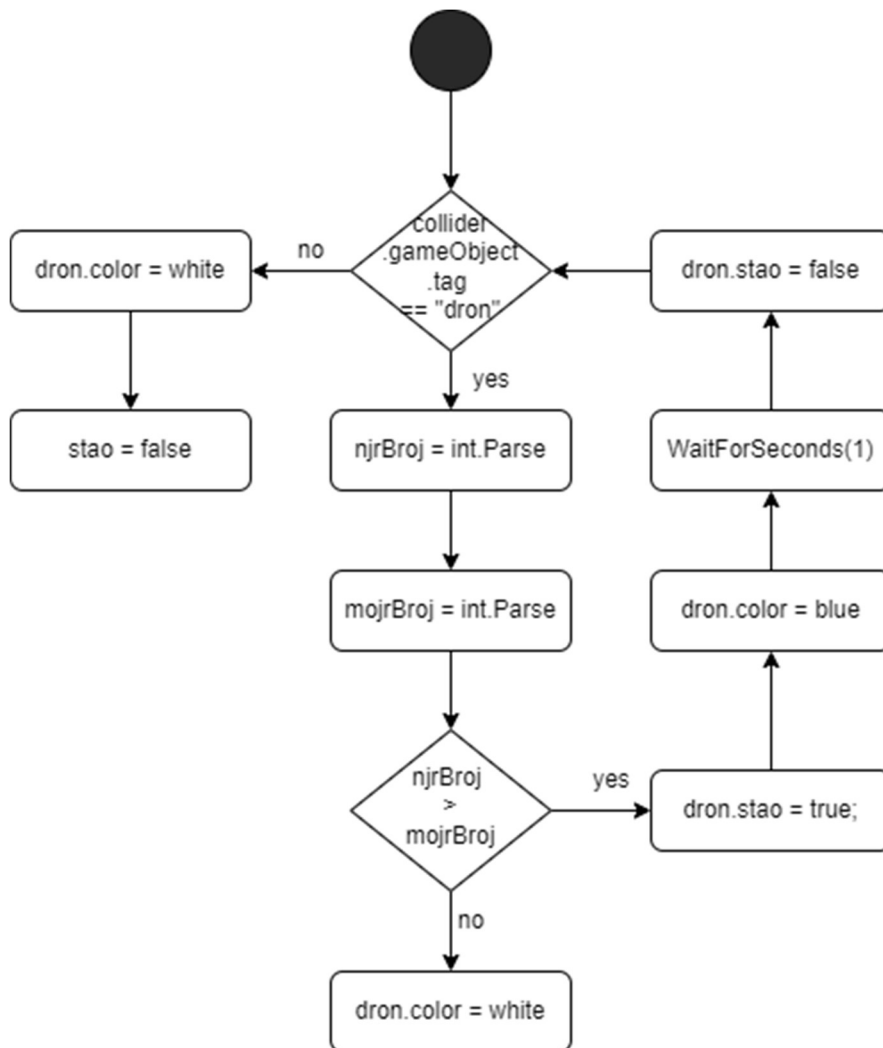 collider
.gameObject
.tag
== "dron"
no
dron.color = white
stao = false
yes
njrBroj = int.Parse
mojrBroj = int.Parse
njrBroj
>
mojrBroj
yes
dron.stao = true;
dron.color = blue
WaitForSeconds(1)
dron.stao = false
no
dron.color = white